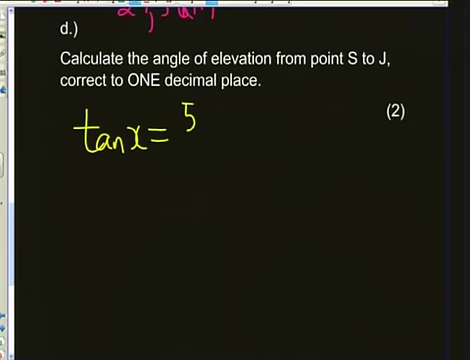 d.)
Calculate the angle of elevation from point S to J,
correct to ONE decimal place.
(2)
tan x = 5